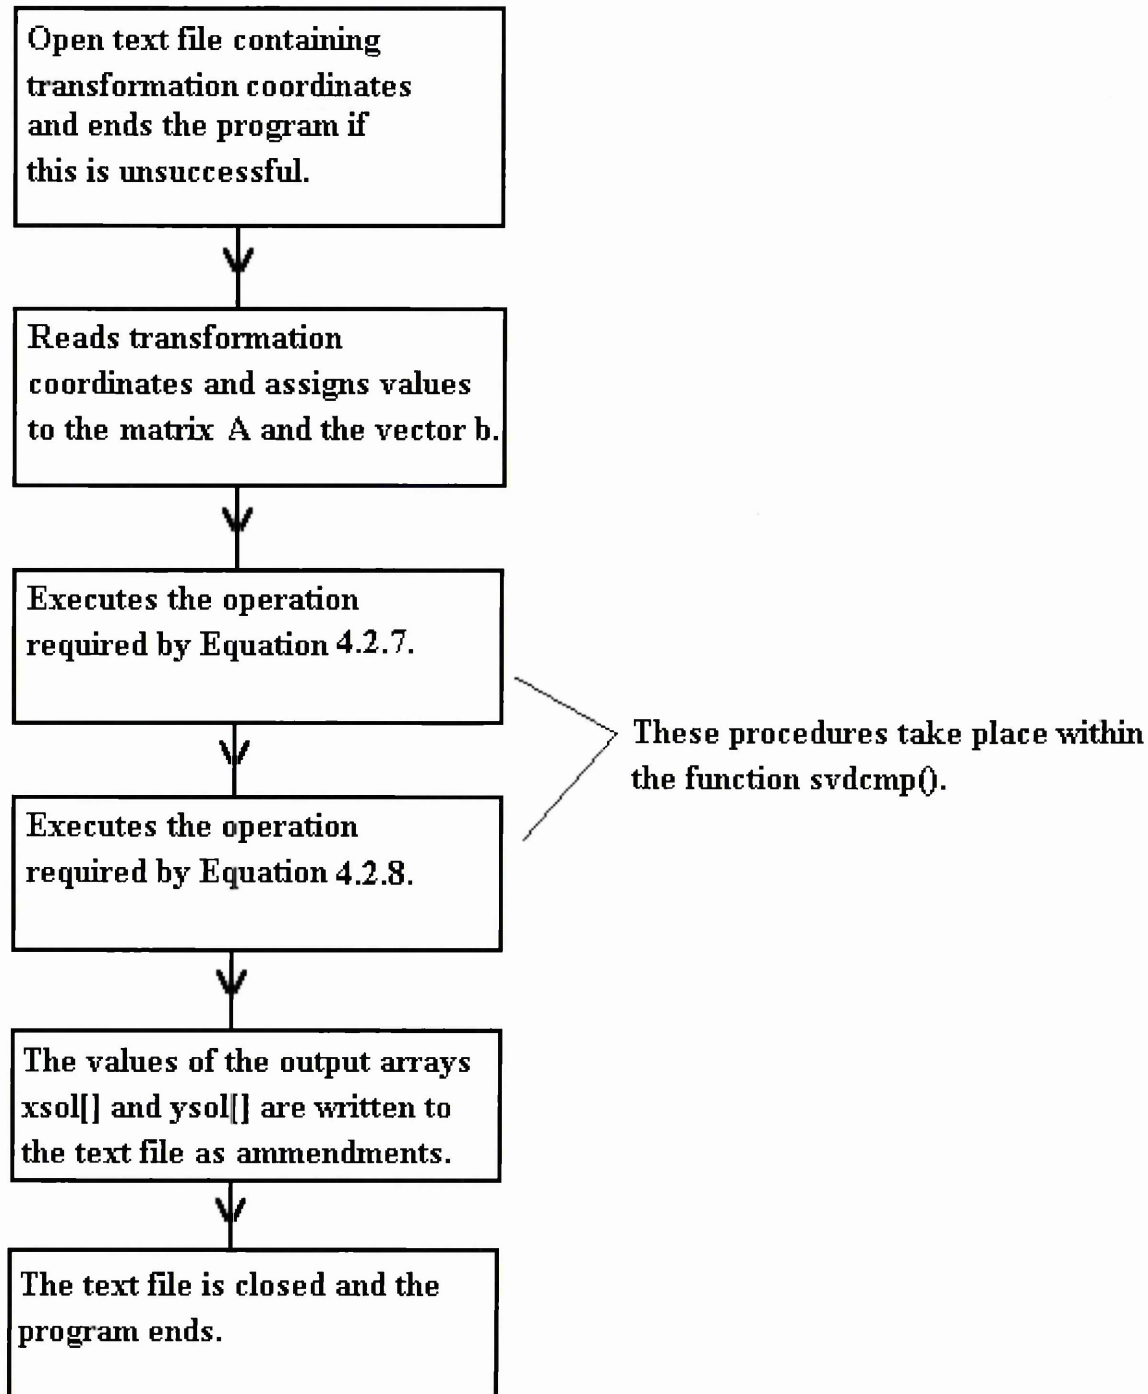 Open text file containing
transformation coordinates
and ends the program if
this is unsuccessful.
Reads transformation
coordinates and assigns values
to the matrix A and the vector b.
Executes the operation
required by Equation 4.2.7.
These procedures take place within
the function svdcmp().
Executes the operation
required by Equation 4.2.8.
The values of the output arrays
xsol[] and ysol[] are written to
the text file as ammendments.
The text file is closed and the
program ends.